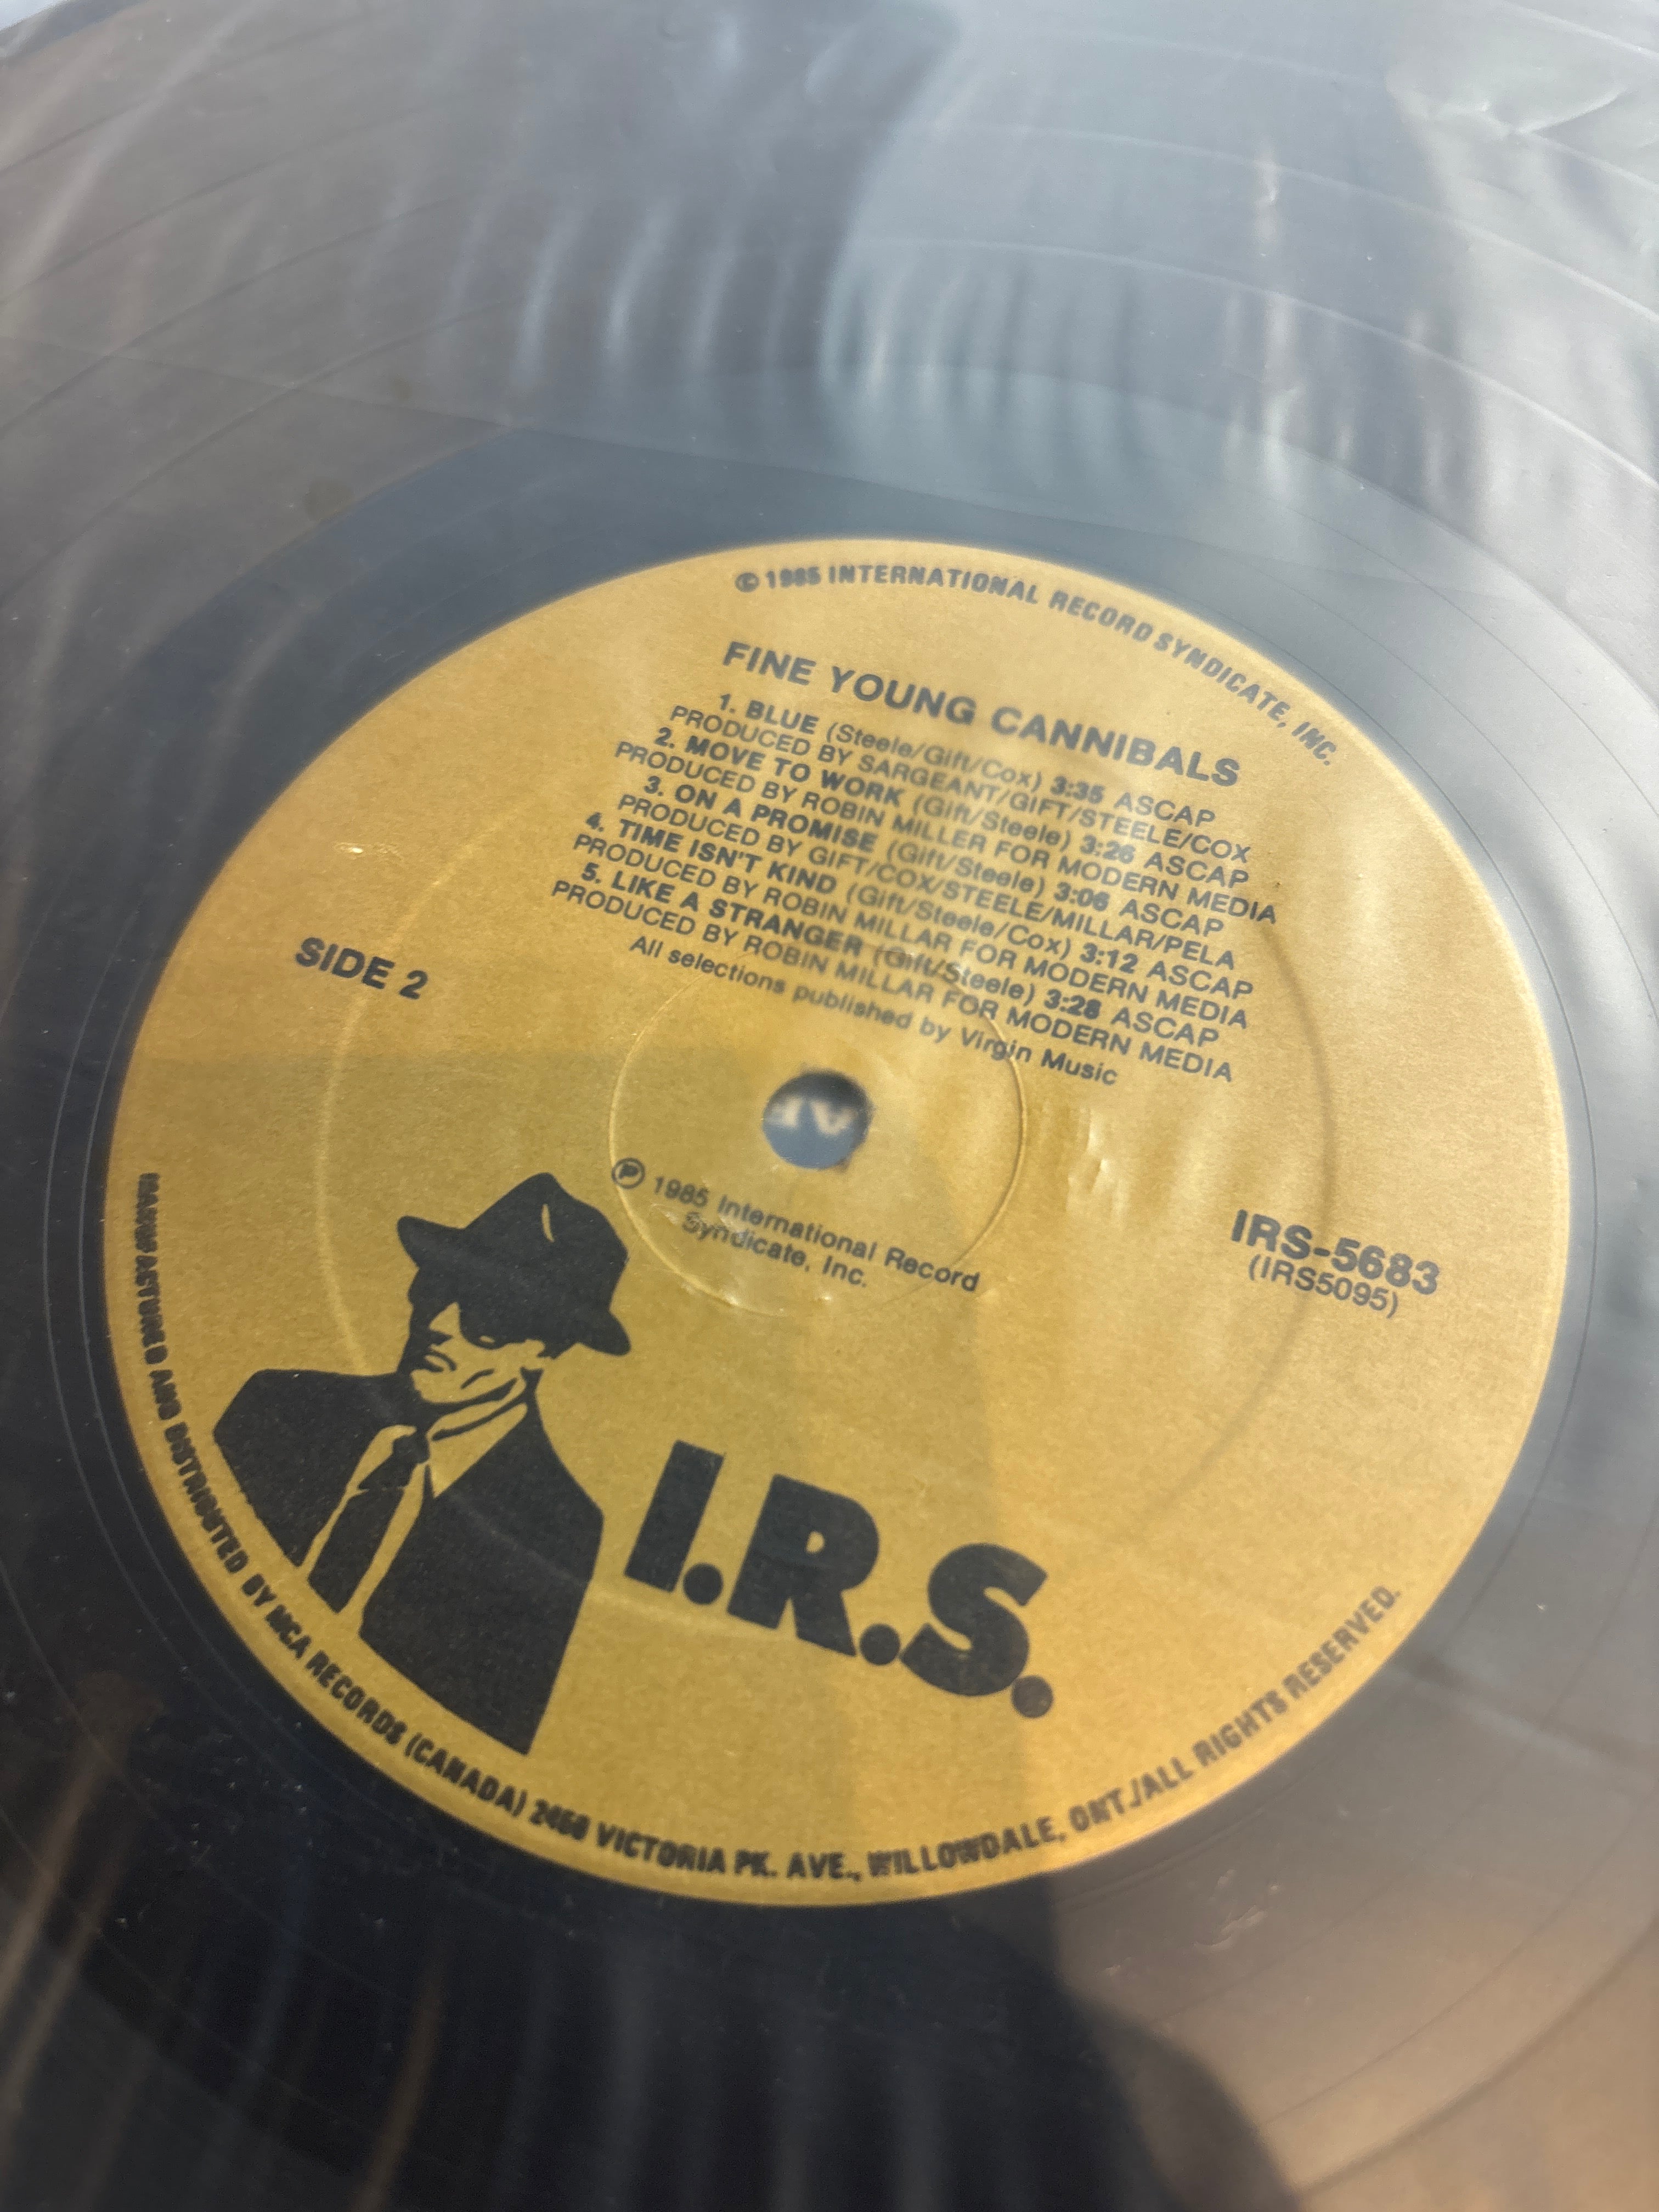 © 1985 INTERNATIONAL RECORD SYNDICATE, INC.
FINE YOUNG CANNIBALS
1. BLUE (Steele/Gift/Cox) 3:35 ASCAP
PRODUCED BY SARGEANT/GIFT/STEELE/COX
2. MOVE TO WORK (Gift/Steele) 3:26 ASCAP
PRODUCED BY ROBIN MILLER FOR MODERN MEDIA
3. ON A PROMISE (Gift/Steele) 3:06 ASCAP
PRODUCED BY GIFT/COX/STEELE/MILLAR/PELA
4. TIME ISN'T KIND (Gift/Steele/Cox) 3:12 ASCAP
PRODUCED BY ROBIN MILLAR FOR MODERN MEDIA
5. LIKE A STRANGER (Gift/Steele) 3:28 ASCAP
PRODUCED BY ROBIN MILLAR FOR MODERN MEDIA
All selections published by Virgin Music
SIDE 2
℗ 1985 International Record
Syndicate, Inc.
IRS-5683
(IRS5095)
I.R.S.
MANUFACTURED AND DISTRIBUTED BY MCA RECORDS (CANADA) 2450 VICTORIA PK. AVE., WILLOWDALE, ONT./ALL RIGHTS RESERVED.